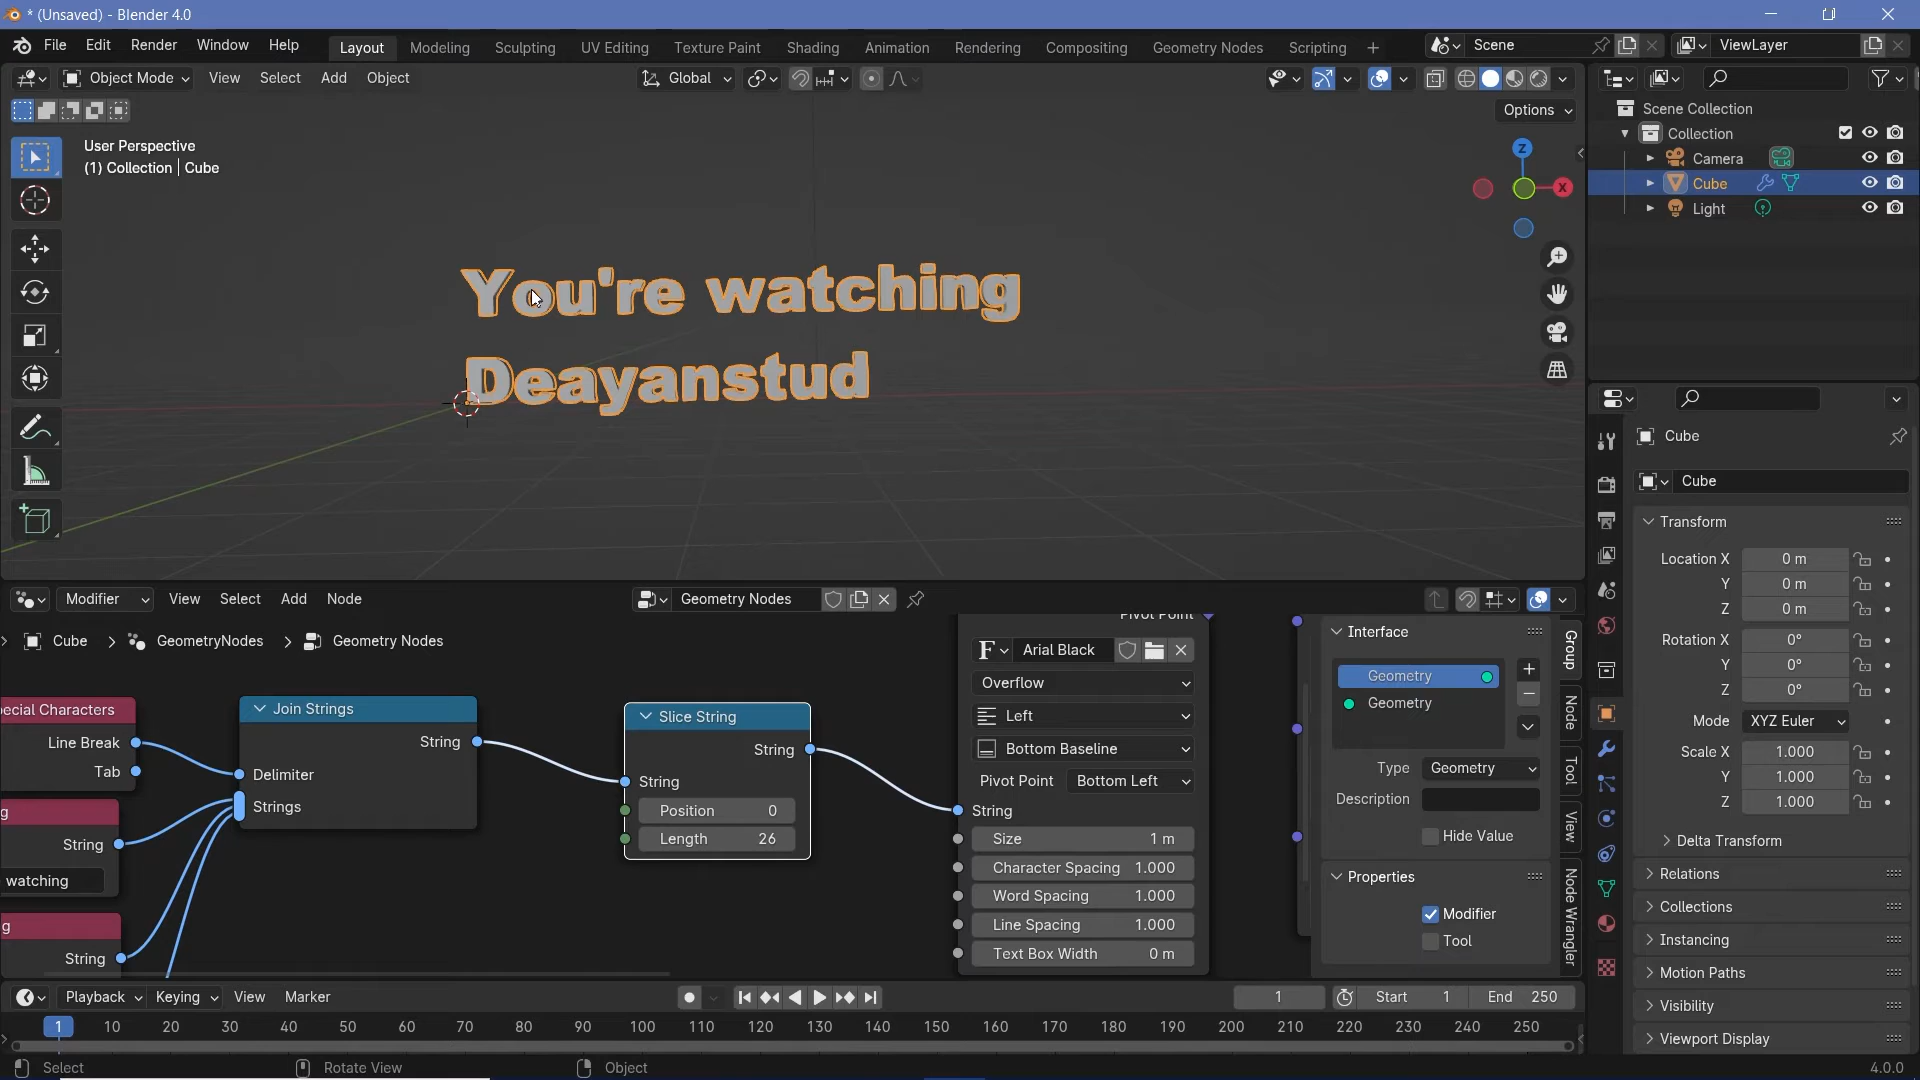 * (Unsaved) - Blender 4.0
File Edit Render Window Help
Layout Modeling Sculpting UV Editing Texture Paint Shading Animation Rendering Compositing Geometry Nodes Scripting +
Scene
ViewLayer
Object Mode View Select Add Object
Global
Options
User Perspective
(1) Collection | Cube
Z
X
You're watching
Deayanstud
Scene Collection
Collection
Camera
Cube
Light
Cube
Cube
Transform
Location X 0 m
Y 0 m
Z 0 m
Rotation X 0°
Y 0°
Z 0°
Mode XYZ Euler
Scale X 1.000
Y 1.000
Z 1.000
Delta Transform
Relations
Collections
Instancing
Motion Paths
Visibility
Viewport Display
Modifier View Select Add Node
Geometry Nodes
Cube > GeometryNodes > Geometry Nodes
ecial Characters
Line Break
Tab
g
String
watching
g
String
Join Strings
String
Delimiter
Strings
Slice String
String
String
Position 0
Length 26
Pivot Point
F Arial Black
Overflow
Left
Bottom Baseline
Pivot Point Bottom Left
String
Size 1 m
Character Spacing 1.000
Word Spacing 1.000
Line Spacing 1.000
Text Box Width 0 m
Interface
Geometry
Geometry
Type Geometry
Description
Hide Value
Properties
Modifier
Tool
Group
Node
Tool
View
Node Wrangler
Playback Keying View Marker
1
Start 1
End 250
1 10 20 30 40 50 60 70 80 90 100 110 120 130 140 150 160 170 180 190 200 210 220 230 240 250
Select
Rotate View
Object
4.0.0